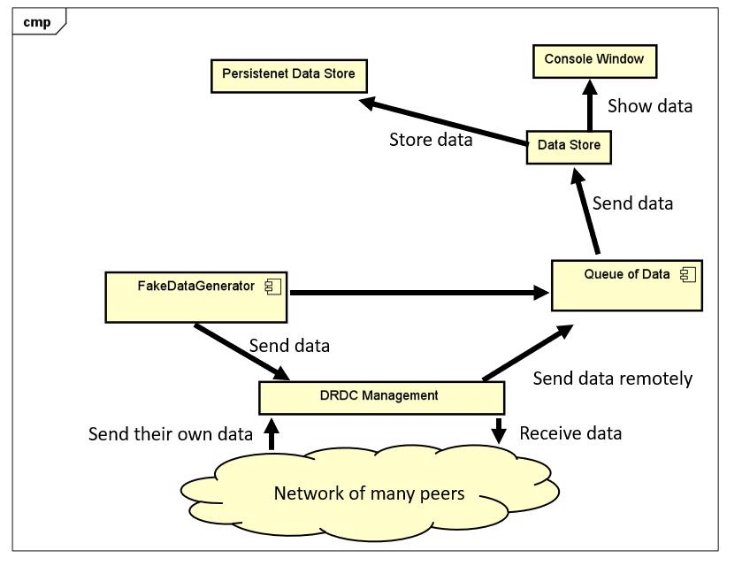 cmp
Console Window
Persistenet Data Store
Show data
Store data
Data Store
Send data
FakeDataGenerator
Queue of Data
Send data
Send data remotely
DRDC Management
Send their own data
Receive data
Network of many peers